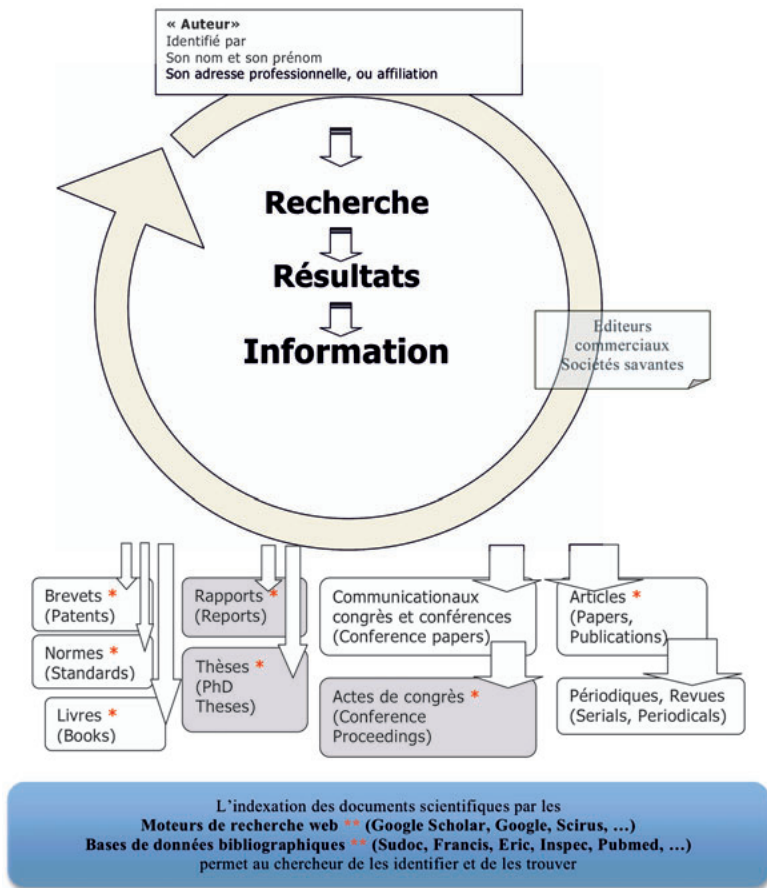 « Auteur»
Identifié par
Son nom et son prénom
Son adresse professionnelle, ou affiliation
Recherche
Résultats
Information
Editeurs
commerciaux
Sociétés savantes
Brevets *
(Patents)
Normes *
(Standards)
Livres *
(Books)
Rapports *
(Reports)
Thèses *
(PhD
Theses)
Communicationaux
congrès et conférences
(Conference papers)
Actes de congrès *
(Conference
Proceedings)
Articles *
(Papers,
Publications)
Périodiques, Revues
(Serials, Periodicals)
L'indexation des documents scientifiques par les
Moteurs de recherche web ** (Google Scholar, Google, Scirus, …)
Bases de données bibliographiques ** (Sudoc, Francis, Eric, Inspec, Pubmed, …)
permet au chercheur de les identifier et de les trouver